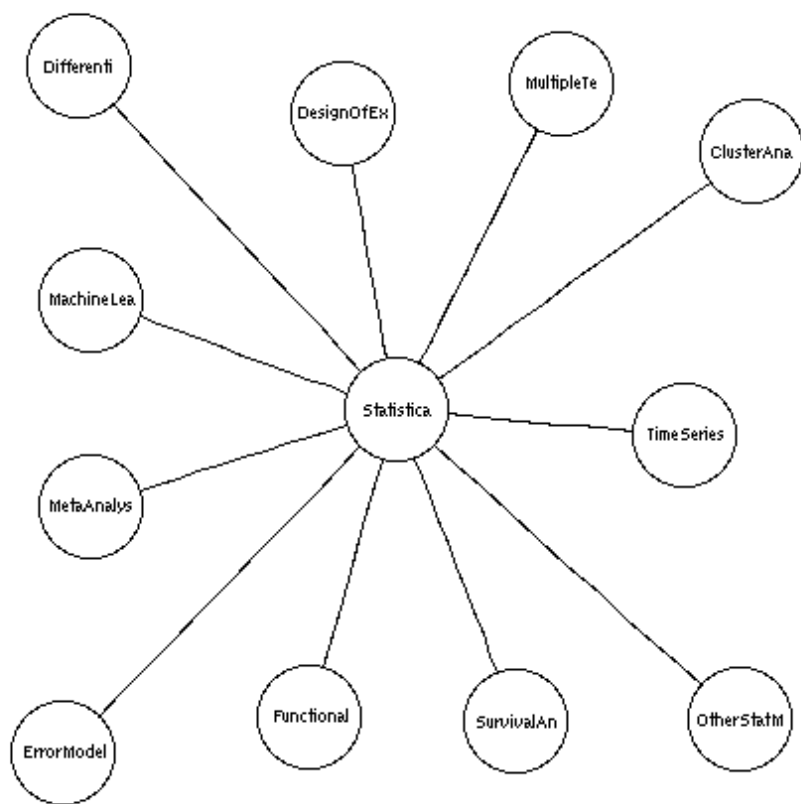 Differenti
DesignOfEx
MultipleTe
ClusterAna
MachineLea
Statistica
TimeSeries
MetaAnalys
ErrorModel
Functional
SurvivalAn
OtherStatM